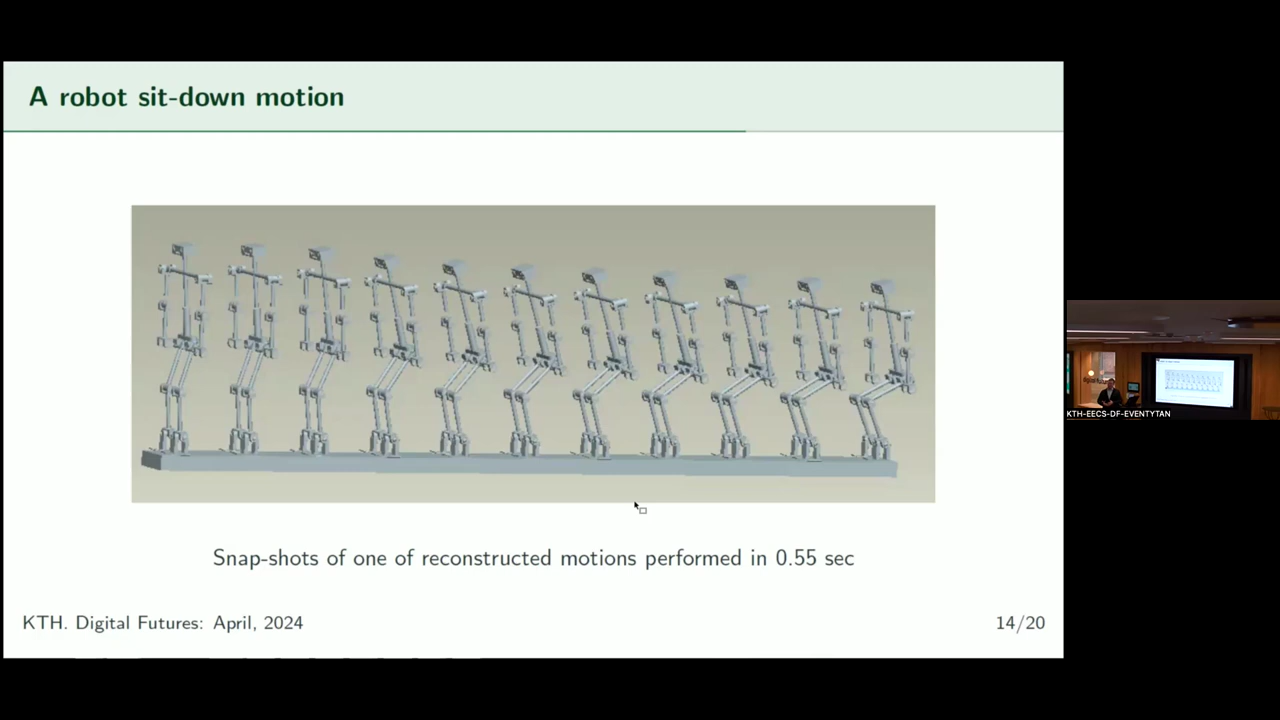 A robot sit-down motion
Snap-shots of one of reconstructed motions performed in 0.55 sec
KTH. Digital Futures: April, 2024
14/20
KTH-EECS-DF-EVENTYTAN